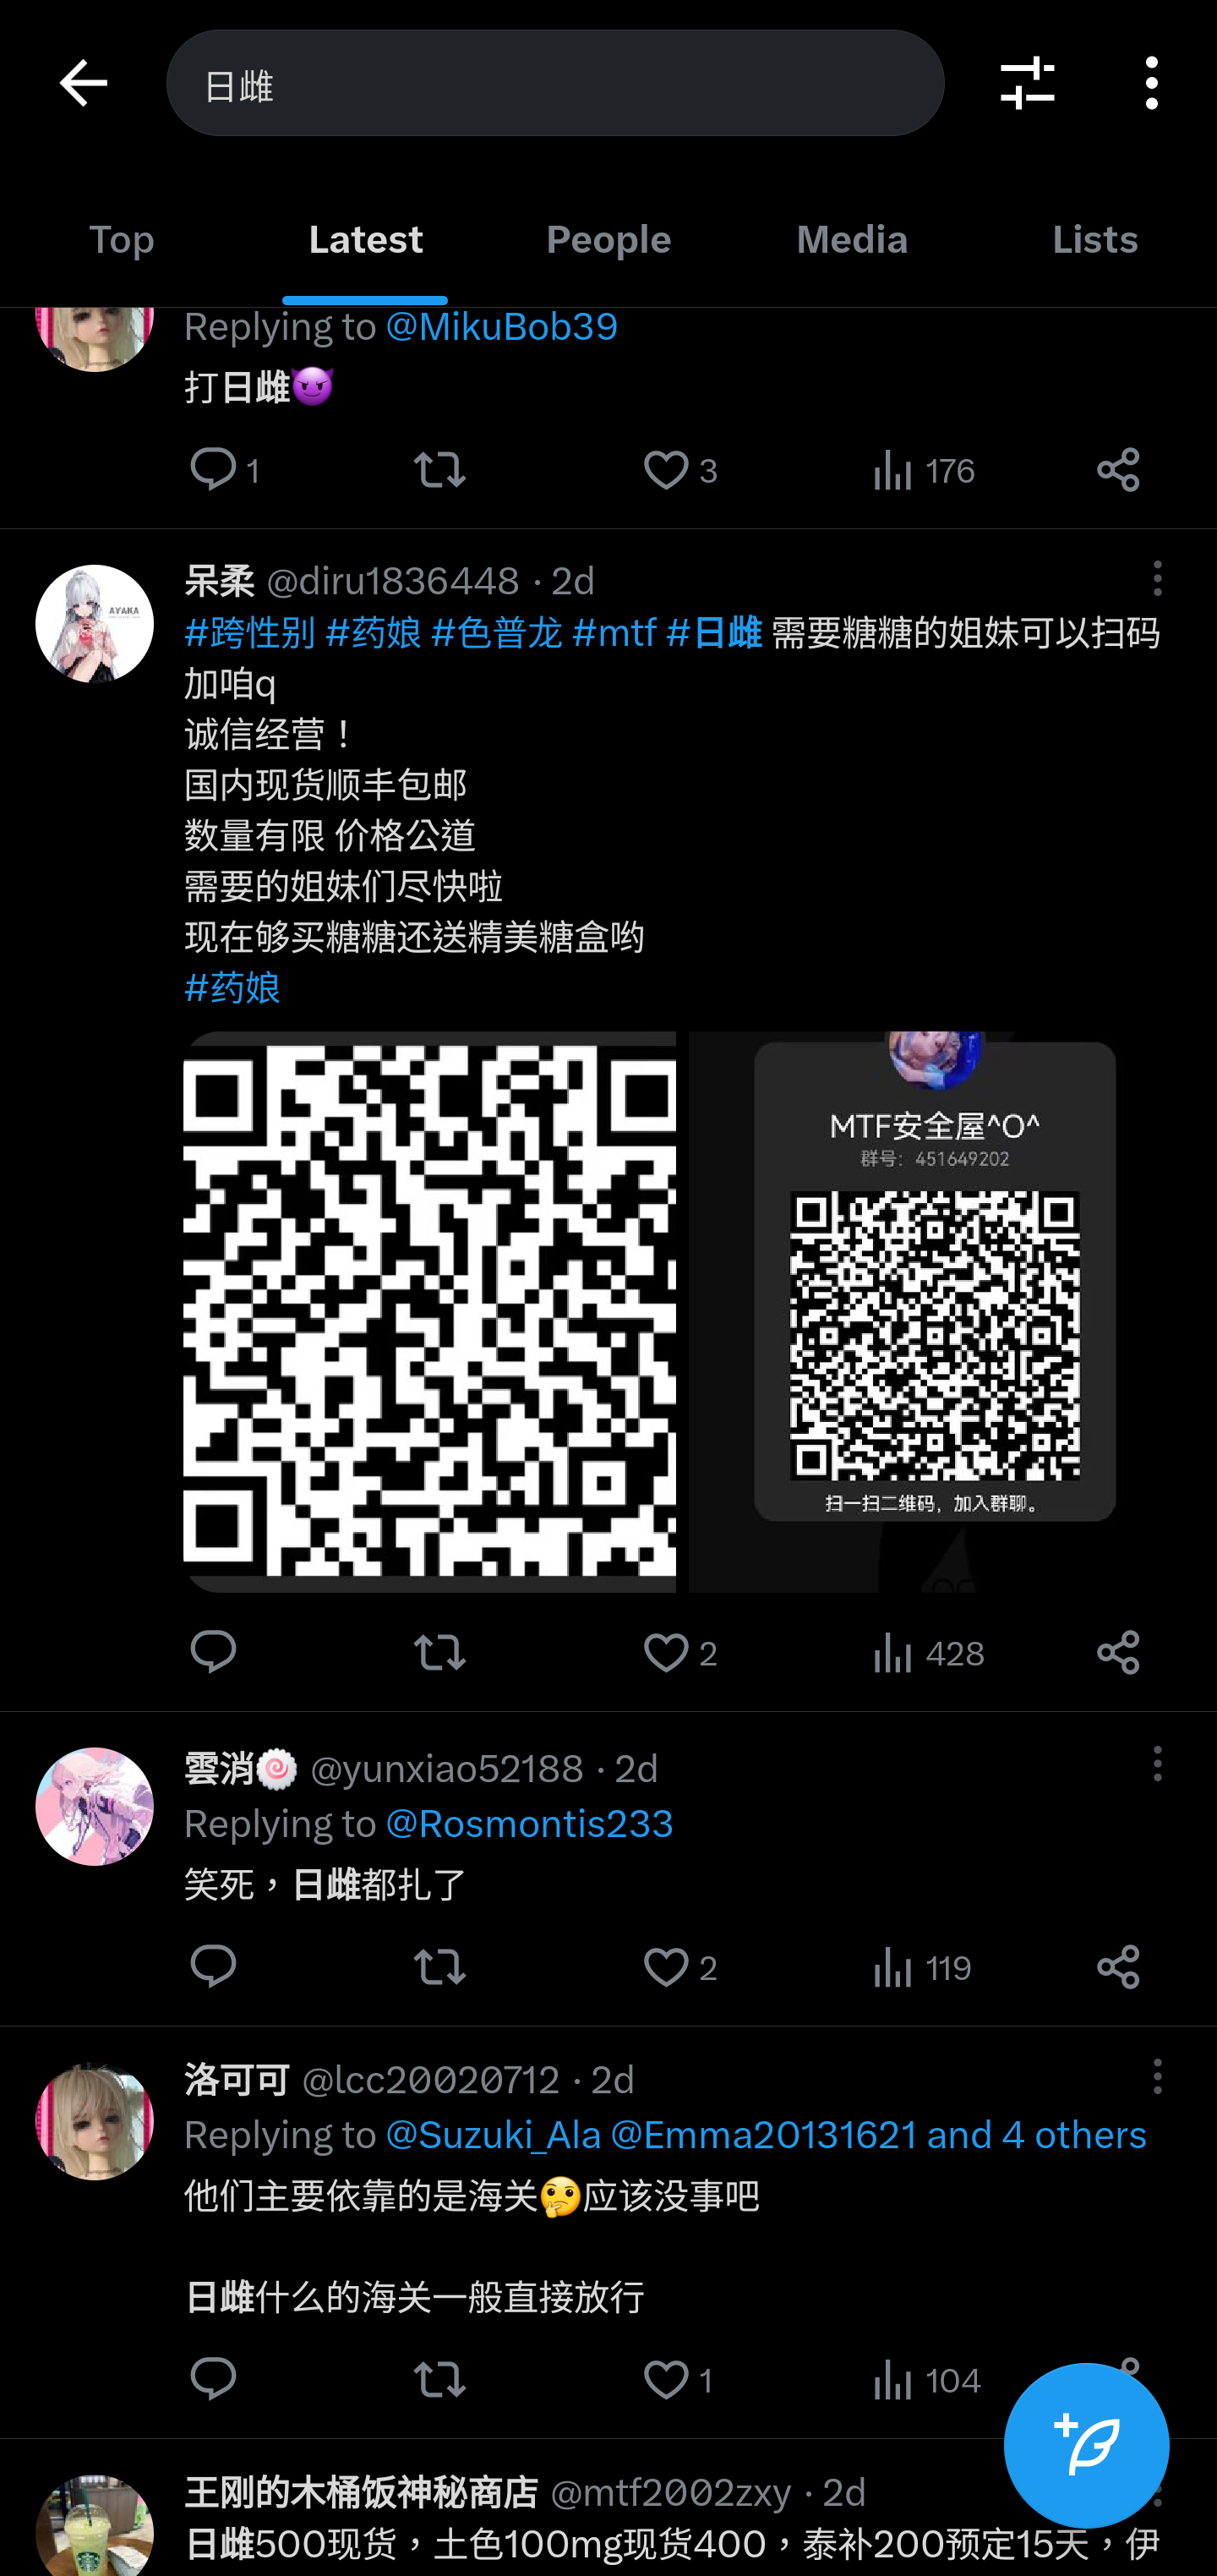 日雌
Top Latest People Media Lists
Replying to @MikuBob39
打日雌😈
1 3 176
呆柔 @diru1836448 · 2d
#跨性别 #药娘 #色普龙 #mtf #日雌 需要糖糖的姐妹可以扫码
加咱q
诚信经营！
国内现货顺丰包邮
数量有限 价格公道
需要的姐妹们尽快啦
现在够买糖糖还送精美糖盒哟
#药娘
AYAKA
MTF安全屋^O^
群号：451649202
扫一扫二维码，加入群聊。
2 428
雲消🍥 @yunxiao52188 · 2d
Replying to @Rosmontis233
笑死，日雌都扎了
2 119
洛可可 @lcc20020712 · 2d
Replying to @Suzuki_Ala @Emma20131621 and 4 others
他们主要依靠的是海关🤔应该没事吧
日雌什么的海关一般直接放行
1 104
王刚的木桶饭神秘商店 @mtf2002zxy · 2d
日雌500现货，土色100mg现货400，泰补200预定15天，伊